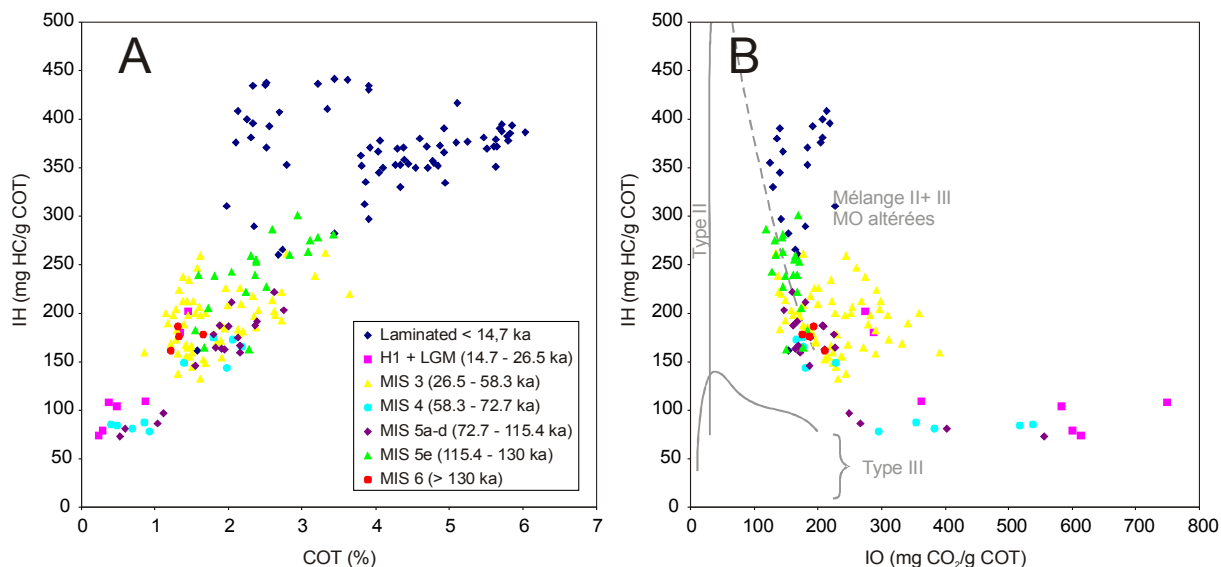 A
IH (mg HC/g COT)
500
450
400
350
300
250
200
150
100
50
0
Laminated < 14,7 ka
H1 + LGM (14.7 - 26.5 ka)
MIS 3 (26.5 - 58.3 ka)
MIS 4 (58.3 - 72.7 ka)
MIS 5a-d (72.7 - 115.4 ka)
MIS 5e (115.4 - 130 ka)
MIS 6 (> 130 ka)
0 1 2 3 4 5 6 7
COT (%)
B
IH (mg HC/g COT)
500
450
400
350
300
250
200
150
100
50
0
Type II
Mélange II+ III
MO altérées
Type III
0 100 200 300 400 500 600 700 800
IO (mg CO₂/g COT)